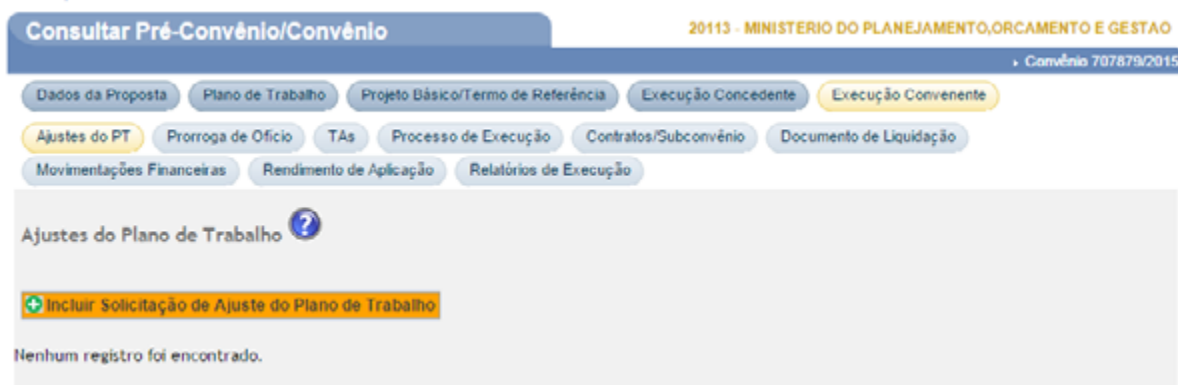 Consultar Pré-Convênio/Convênio
20113 - MINISTERIO DO PLANEJAMENTO,ORCAMENTO E GESTAO
Convênio 707879/2015
Dados da Proposta Plano de Trabalho Projeto Básico/Termo de Referência Execução Concedente Execução Convenente
Ajustes do PT Prorroga de Ofício TAs Processo de Execução Contratos/Subconvênio Documento de Liquidação
Movimentações Financeiras Rendimento de Aplicação Relatórios de Execução
Ajustes do Plano de Trabalho ?
Incluir Solicitação de Ajuste do Plano de Trabalho
Nenhum registro foi encontrado.